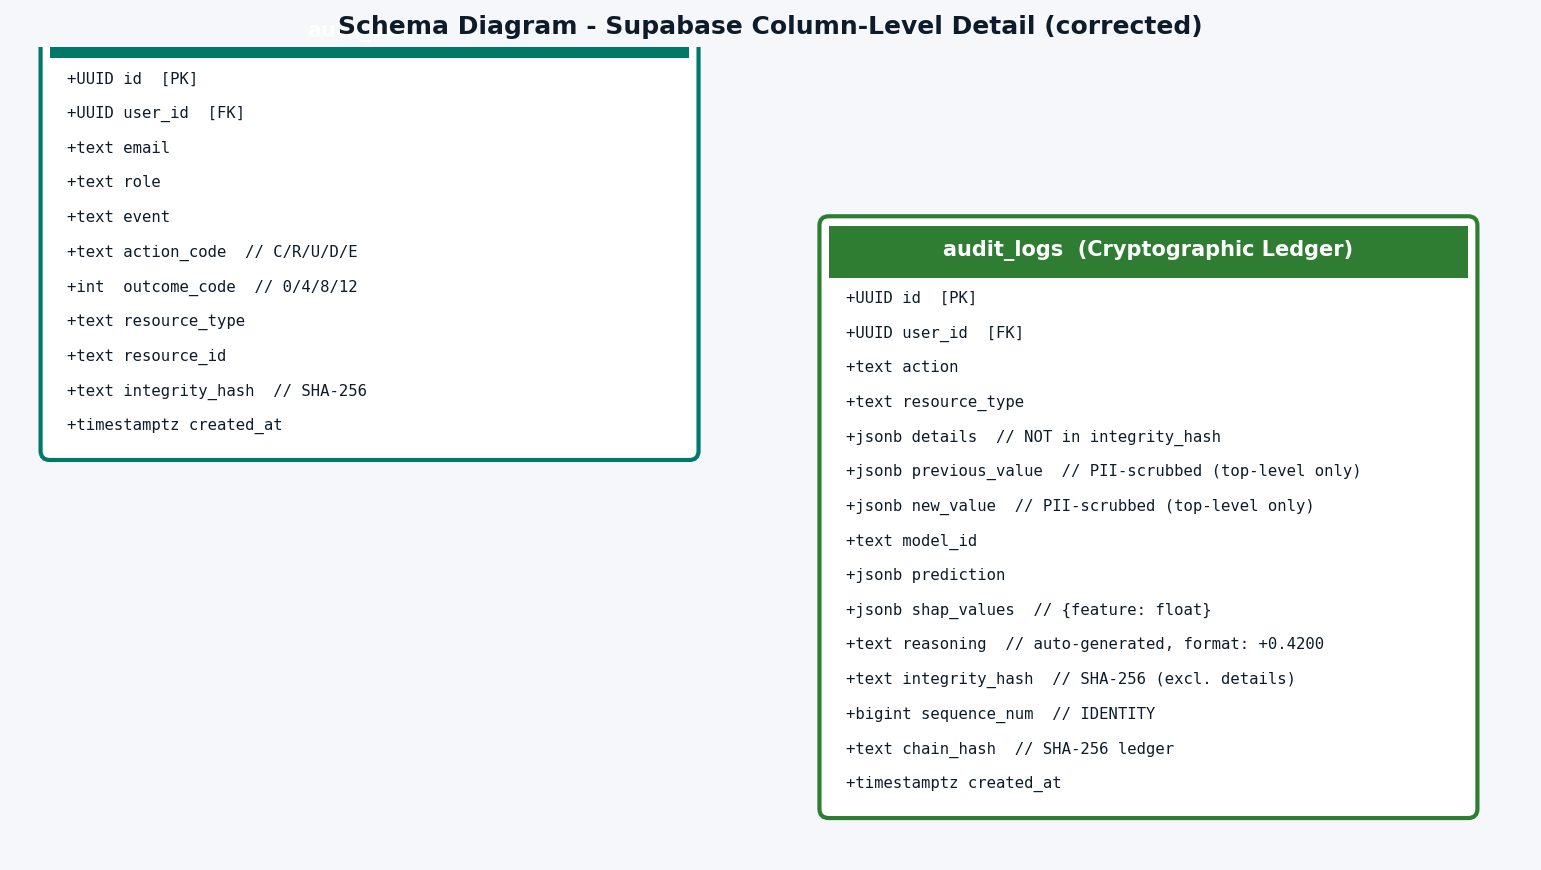 Schema Diagram - Supabase Column-Level Detail (corrected)
+UUID id [PK]
+UUID user_id [FK]
+text email
+text role
+text event
+text action_code // C/R/U/D/E
+int outcome_code // 0/4/8/12
+text resource_type
+text resource_id
+text integrity_hash // SHA-256
+timestamptz created_at
audit_logs (Cryptographic Ledger)
+UUID id [PK]
+UUID user_id [FK]
+text action
+text resource_type
+jsonb details // NOT in integrity_hash
+jsonb previous_value // PII-scrubbed (top-level only)
+jsonb new_value // PII-scrubbed (top-level only)
+text model_id
+jsonb prediction
+jsonb shap_values // {feature: float}
+text reasoning // auto-generated, format: +0.4200
+text integrity_hash // SHA-256 (excl. details)
+bigint sequence_num // IDENTITY
+text chain_hash // SHA-256 ledger
+timestamptz created_at